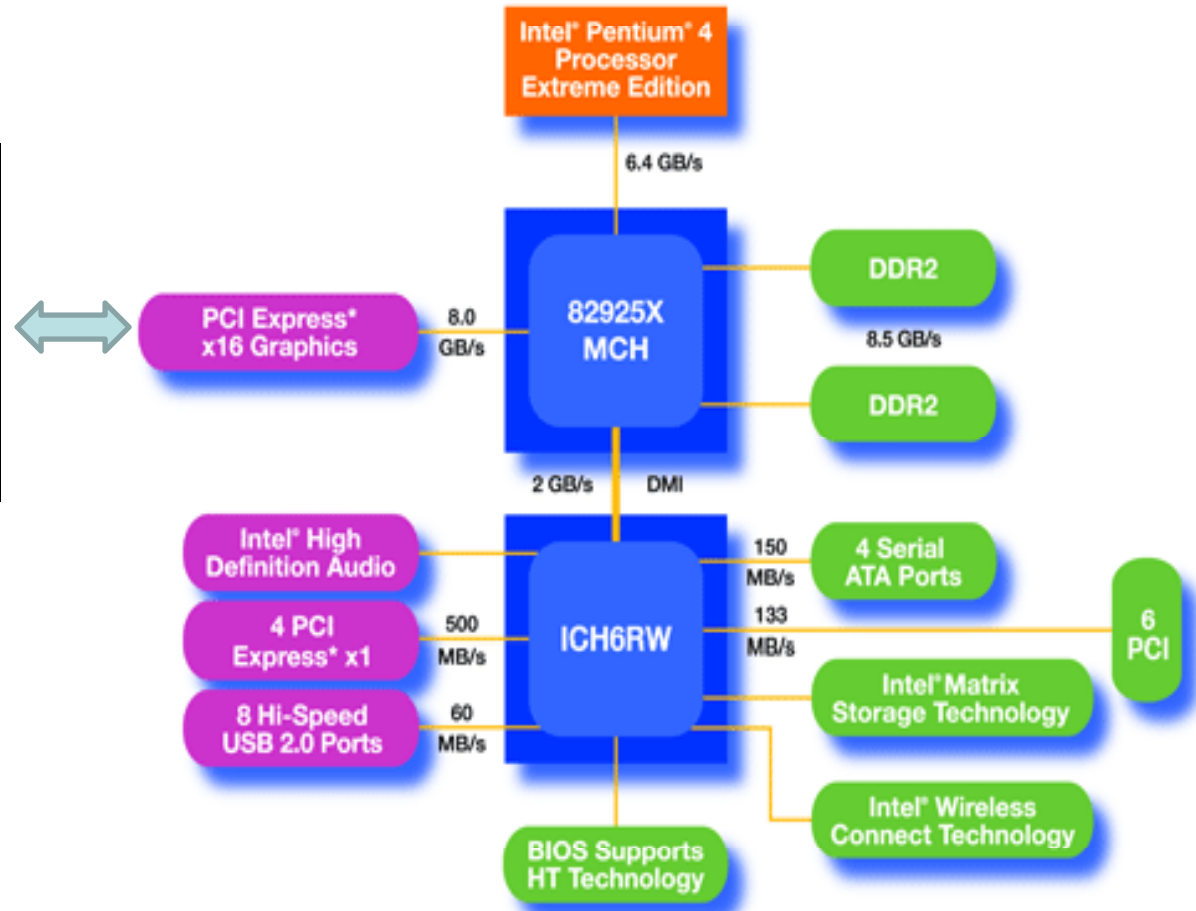 Intel® Pentium® 4
Processor
Extreme Edition
6.4 GB/s
82925X
MCH
PCI Express*
x16 Graphics
8.0
GB/s
DDR2
8.5 GB/s
DDR2
2 GB/s
DMI
Intel® High
Definition Audio
4 PCI
Express* x1
500
MB/s
8 Hi-Speed
USB 2.0 Ports
60
MB/s
ICH6RW
150
MB/s
4 Serial
ATA Ports
133
MB/s
6
PCI
Intel® Matrix
Storage Technology
Intel® Wireless
Connect Technology
BIOS Supports
HT Technology